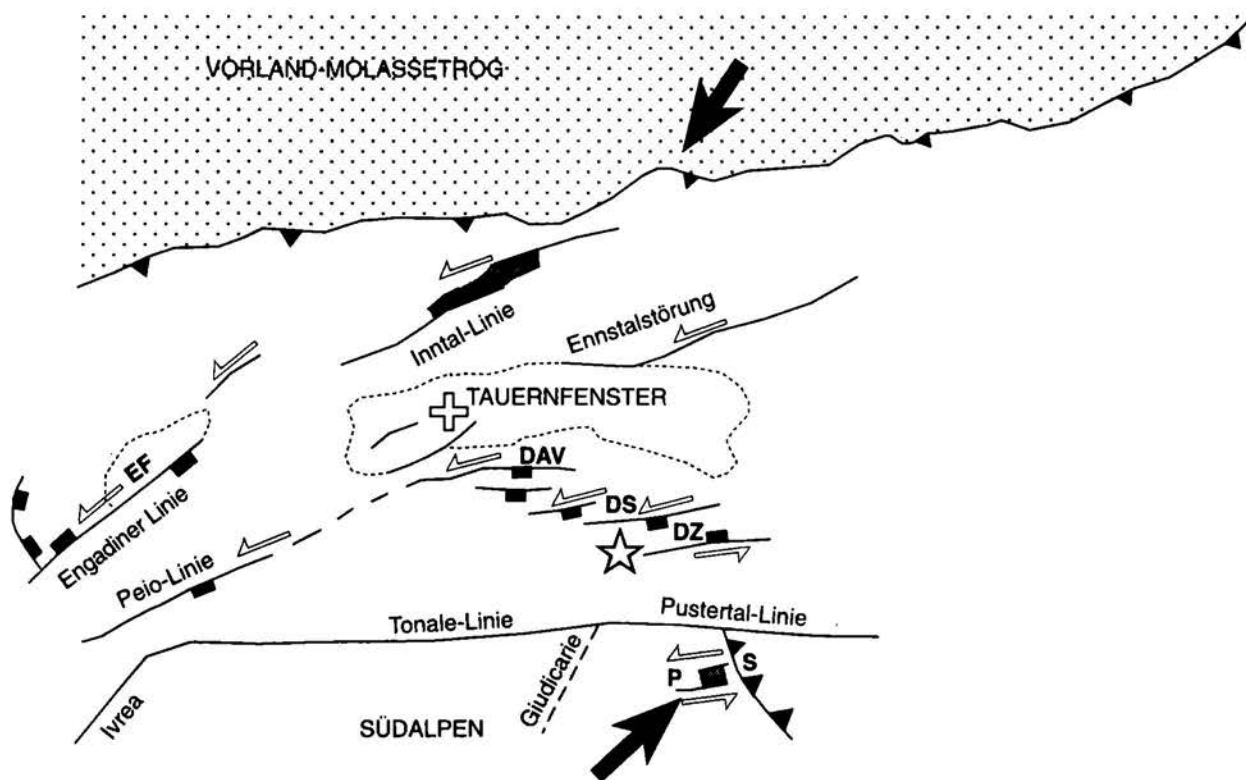 VORLAND-MOLASSETROG
Inntal-Linie
Ennstalstörung
TAUERNFENSTER
EF
DAV
Engadiner Linie
DS
DZ
Peio-Linie
Tonale-Linie
Pustertal-Linie
Ivrea
Giudicarie
P
S
SÜDALPEN